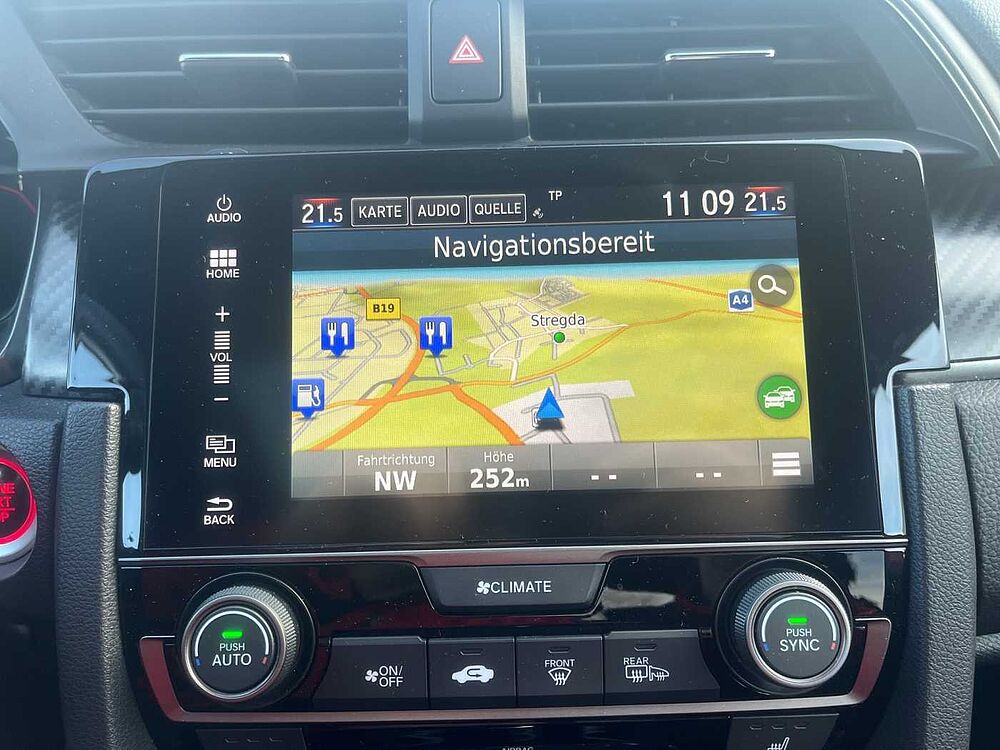 AUDIO
HOME
+
VOL
−
MENU
BACK
21.5 KARTE AUDIO QUELLE TP 11 09 21.5
Navigationsbereit
B19
A4
Stregda
Fahrtrichtung
NW
Höhe
252m
-- --
CLIMATE
PUSH
AUTO
ON/
OFF
FRONT
REAR
PUSH
SYNC